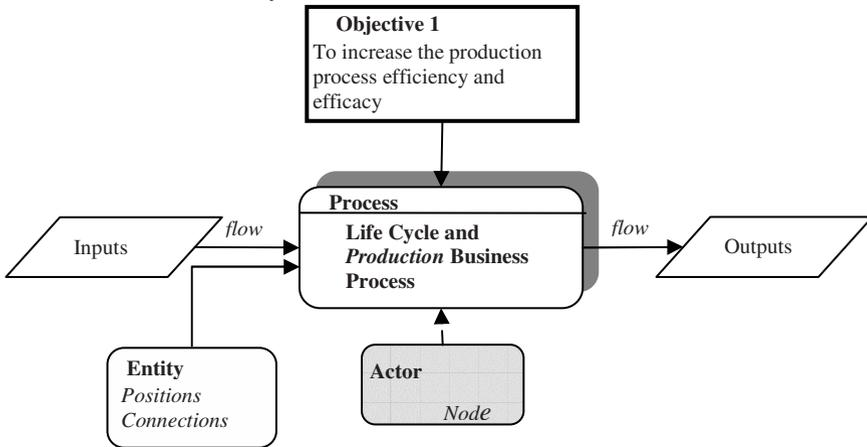 Objective 1
To increase the production
process efficiency and
efficacy
Process
Life Cycle and
Production Business
Process
Inputs
flow
flow
Outputs
Entity
Positions
Connections
Actor
Node